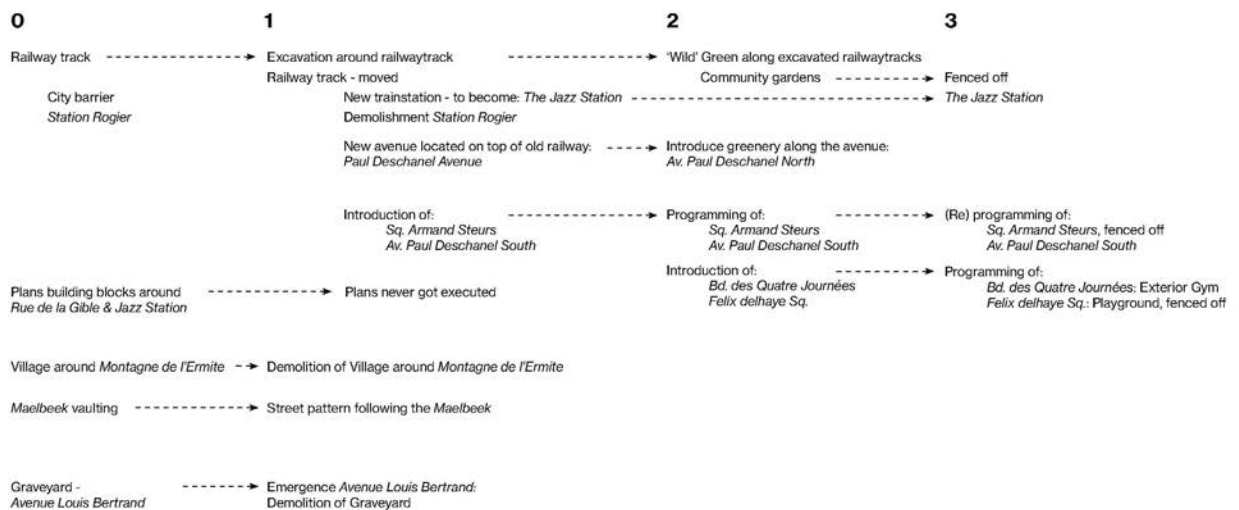 0 1 2 3
Railway track Excavation around railwaytrack 'Wild' Green along excavated railwaytracks
Railway track - moved Community gardens Fenced off
City barrier New trainstation - to become: The Jazz Station The Jazz Station
Station Rogier Demolishment Station Rogier
New avenue located on top of old railway: Introduce greenery along the avenue:
Paul Deschanel Avenue Av. Paul Deschanel North
Introduction of: Programming of: (Re) programming of:
Sq. Armand Steurs Sq. Armand Steurs Sq. Armand Steurs, fenced off
Av. Paul Deschanel South Av. Paul Deschanel South Av. Paul Deschanel South
Introduction of: Programming of:
Bd. des Quatre Journées Bd. des Quatre Journées: Exterior Gym
Felix delhaye Sq. Felix delhaye Sq.: Playground, fenced off
Plans building blocks around Plans never got executed
Rue de la Gible & Jazz Station
Village around Montagne de l'Ermite Demolition of Village around Montagne de l'Ermite
Maelbeek vaulting Street pattern following the Maelbeek
Graveyard - Emergence Avenue Louis Bertrand:
Avenue Louis Bertrand Demolition of Graveyard